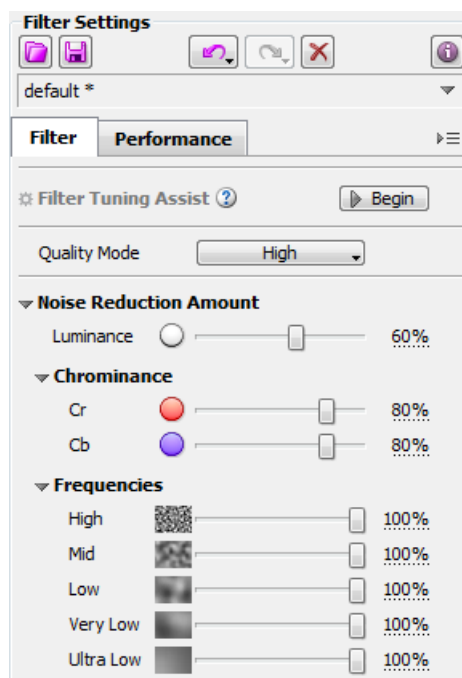 Filter Settings
default *
Filter Performance
Filter Tuning Assist ? Begin
Quality Mode High
Noise Reduction Amount
Luminance 60%
Chrominance
Cr 80%
Cb 80%
Frequencies
High 100%
Mid 100%
Low 100%
Very Low 100%
Ultra Low 100%